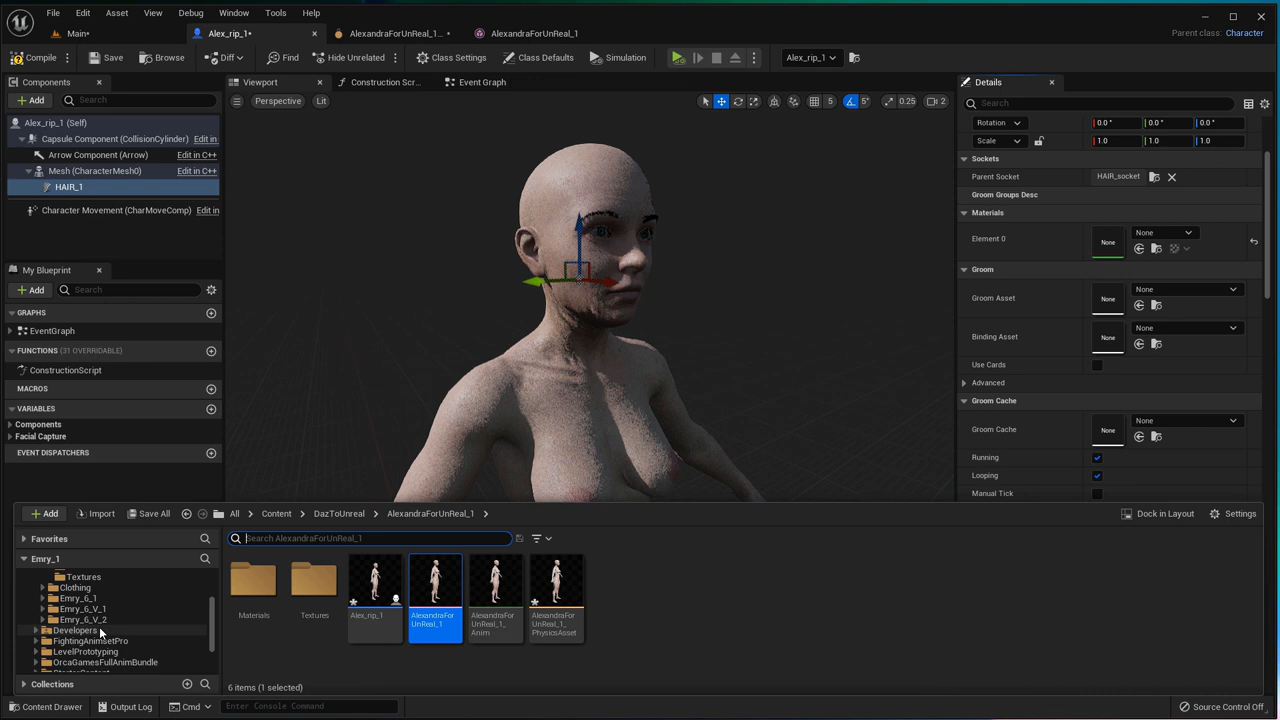 File Edit Asset View Debug Window Tools Help
Main* Alex_rip_1* AlexandraForUnReal_1... * AlexandraForUnReal_1 Parent class: Character
Compile Save Browse Diff Find Hide Unrelated Class Settings Class Defaults Simulation Alex_rip_1
Components Viewport Construction Scr... Event Graph Details
Add Search Perspective Lit 5 5° 0.25 2 Search
Alex_rip_1 (Self) Rotation 0.0 ° 0.0 ° 0.0 °
Capsule Component (CollisionCylinder) Edit in Scale 1.0 1.0 1.0
Arrow Component (Arrow) Edit in C++ Sockets
Mesh (CharacterMesh0) Edit in C++ Parent Socket HAIR_socket
HAIR_1 Groom Groups Desc
Character Movement (CharMoveComp) Edit in Materials
Element 0 None None
My Blueprint Groom
Add Search Groom Asset None None
GRAPHS
EventGraph Binding Asset None None
FUNCTIONS (31 OVERRIDABLE) Use Cards
ConstructionScript Advanced
MACROS Groom Cache
VARIABLES
Components Groom Cache None None
Facial Capture
EVENT DISPATCHERS Running
Looping
Manual Tick
Add Import Save All All Content DazToUnreal AlexandraForUnReal_1 Dock in Layout Settings
Favorites Search AlexandraForUnReal_1
Emry_1
Textures
Clothing
Emry_6_1
Emry_6_V_1
Emry_6_V_2
Developers
FightingAnimsetPro
LevelPrototyping
OrcaGamesFullAnimBundle
Materials Textures Alex_rip_1 AlexandraFor UnReal_1 AlexandraFor UnReal_1_ Anim AlexandraFor UnReal_1_ PhysicsAsset
Collections 6 items (1 selected)
Content Drawer Output Log Cmd Enter Console Command Source Control Off